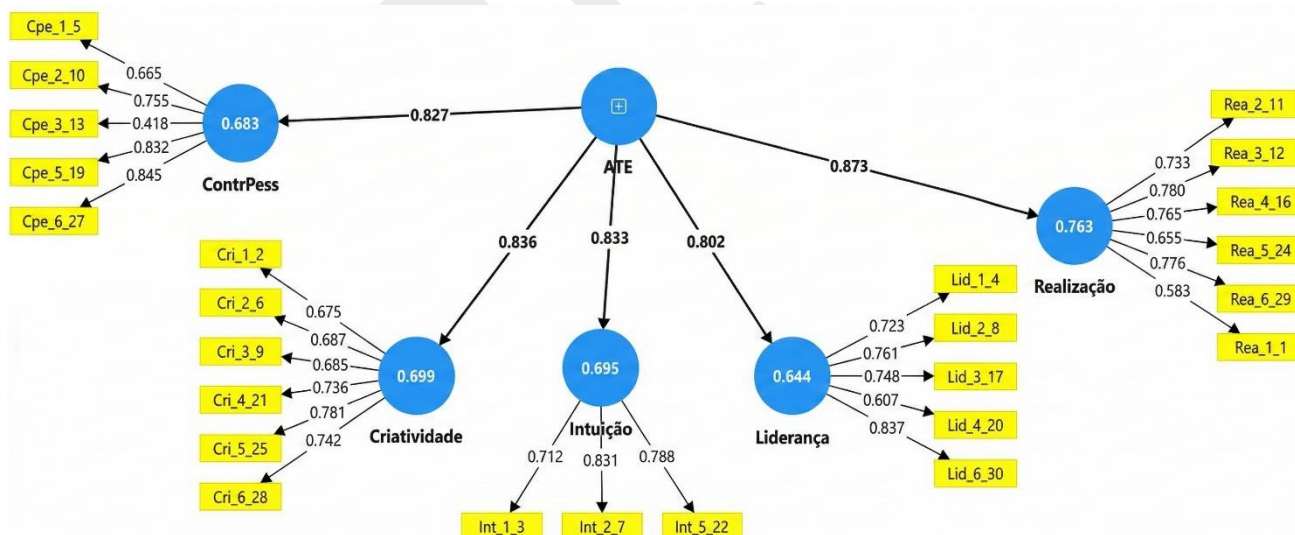 Cpe_1_5
Cpe_2_10
Cpe_3_13
Cpe_5_19
Cpe_6_27
0.665
0.755
0.418
0.832
0.845
0.683
ContrPess
0.827
ATE
0.873
0.836
0.833
0.802
Rea_2_11
Rea_3_12
Rea_4_16
Rea_5_24
Rea_6_29
Rea_1_1
0.733
0.780
0.765
0.655
0.776
0.583
0.763
Realização
Cri_1_2
Cri_2_6
Cri_3_9
Cri_4_21
Cri_5_25
Cri_6_28
0.675
0.687
0.685
0.736
0.781
0.742
0.699
Criatividade
0.695
Intuição
0.712
0.831
0.788
Int_1_3
Int_2_7
Int_5_22
0.644
Liderança
0.723
0.761
0.748
0.607
0.837
Lid_1_4
Lid_2_8
Lid_3_17
Lid_4_20
Lid_6_30